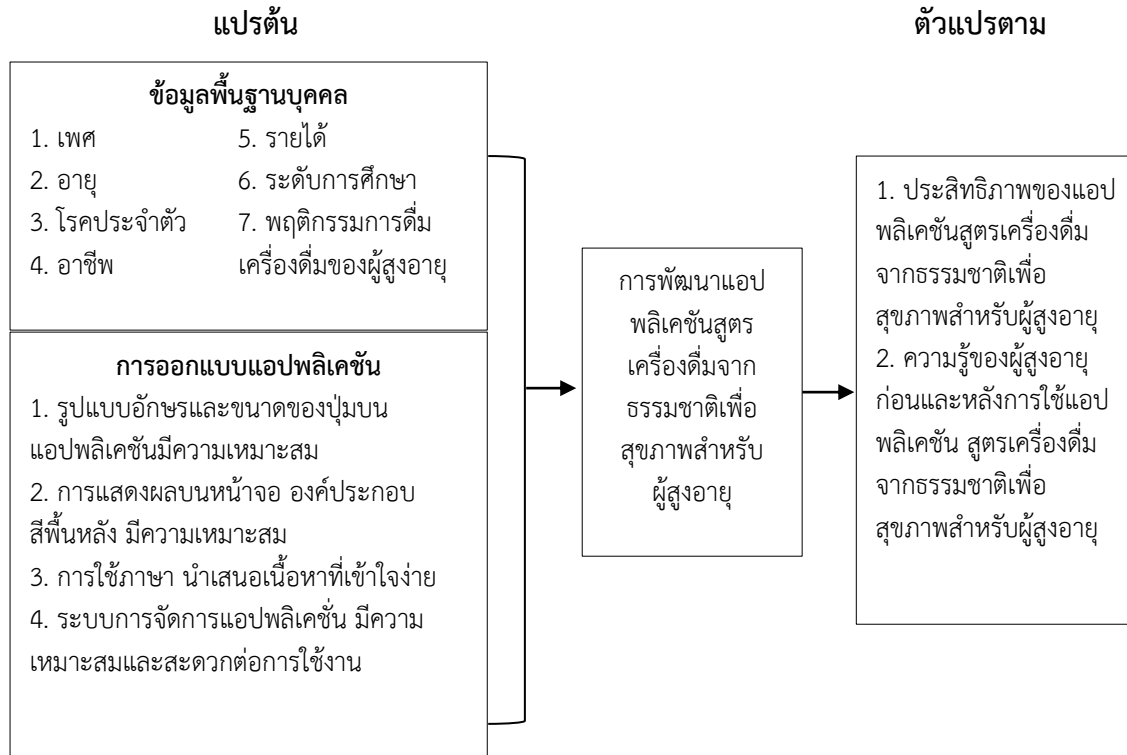 แปรต้น
ตัวแปรตาม
ข้อมูลพื้นฐานบุคคล
1. เพศ
2. อายุ
3. โรคประจำตัว
4. อาชีพ
5. รายได้
6. ระดับการศึกษา
7. พฤติกรรมการดื่ม
เครื่องดื่มของผู้สูงอายุ
การออกแบบแอปพลิเคชัน
1. รูปแบบอักษรและขนาดของปุ่มบน
แอปพลิเคชันมีความเหมาะสม
2. การแสดงผลบนหน้าจอ องค์ประกอบ
สีพื้นหลัง มีความเหมาะสม
3. การใช้ภาษา นำเสนอเนื้อหาที่เข้าใจง่าย
4. ระบบการจัดการแอปพลิเคชั่น มีความ
เหมาะสมและสะดวกต่อการใช้งาน
การพัฒนาแอป
พลิเคชันสูตร
เครื่องดื่มจาก
ธรรมชาติเพื่อ
สุขภาพสำหรับ
ผู้สูงอายุ
1. ประสิทธิภาพของแอป
พลิเคชันสูตรเครื่องดื่ม
จากธรรมชาติเพื่อ
สุขภาพสำหรับผู้สูงอายุ
2. ความรู้ของผู้สูงอายุ
ก่อนและหลังการใช้แอป
พลิเคชัน สูตรเครื่องดื่ม
จากธรรมชาติเพื่อ
สุขภาพสำหรับผู้สูงอายุ